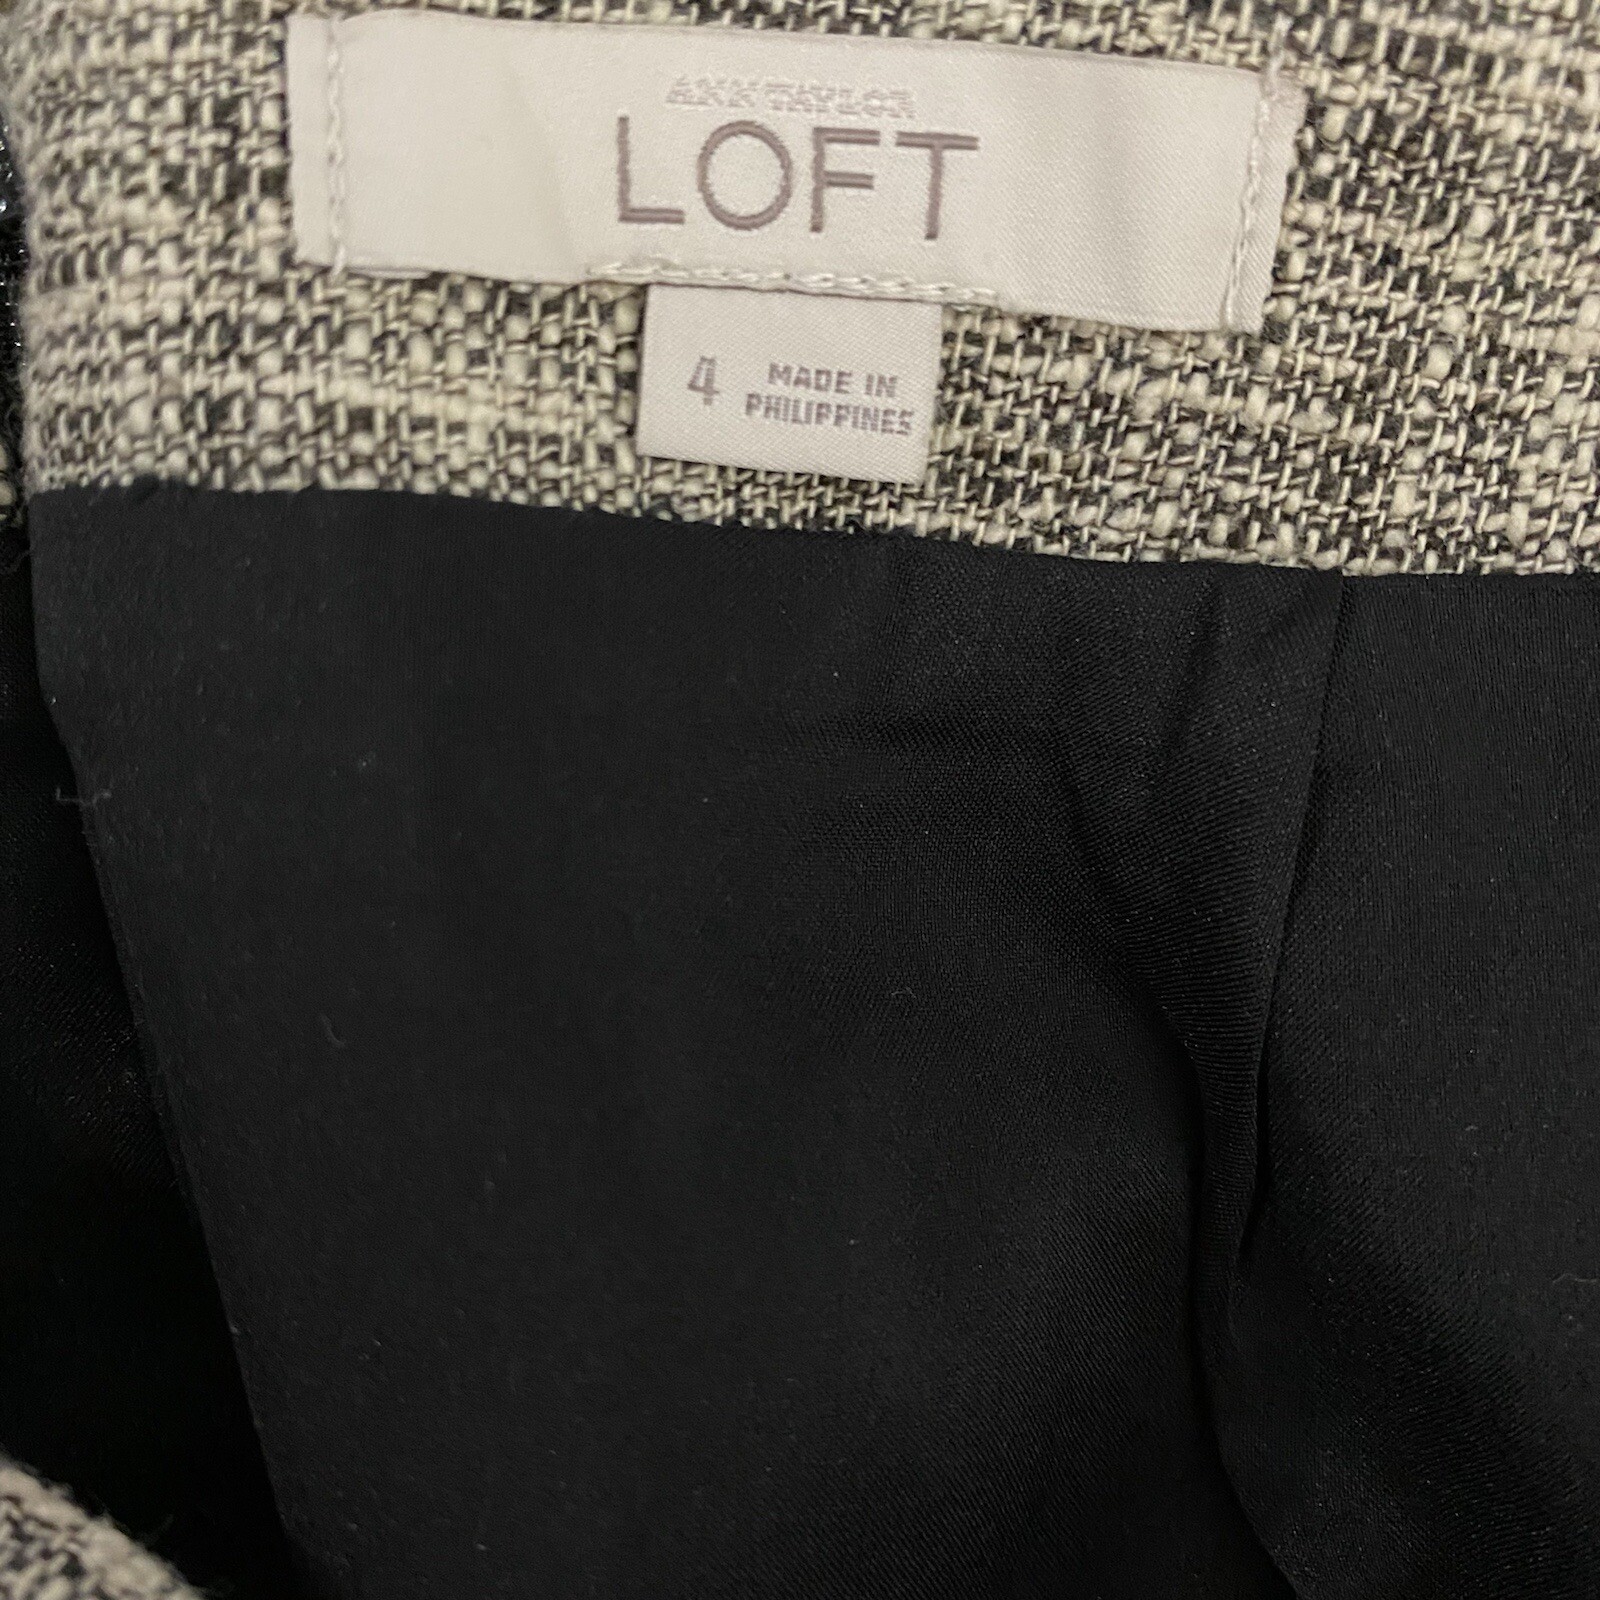 ANN TAYLOR
LOFT
4 MADE IN
PHILIPPINES